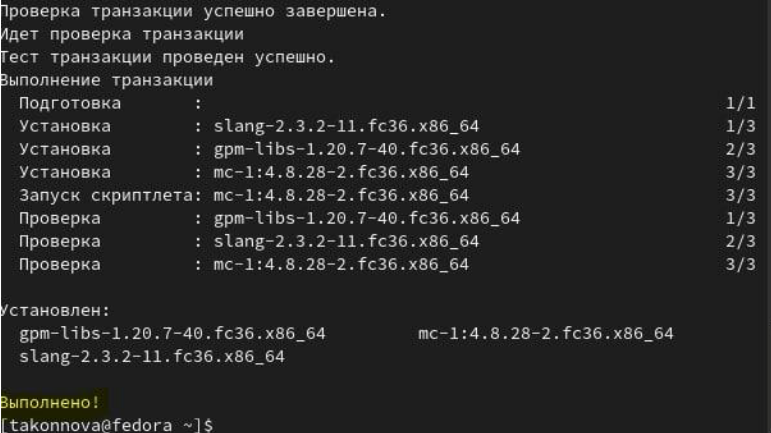 Проверка транзакции успешно завершена.
Идет проверка транзакции
Тест транзакции проведен успешно.
Выполнение транзакции
  Подготовка       :                                                        1/1
  Установка        : slang-2.3.2-11.fc36.x86_64                             1/3
  Установка        : gpm-libs-1.20.7-40.fc36.x86_64                         2/3
  Установка        : mc-1:4.8.28-2.fc36.x86_64                              3/3
  Запуск скриптлета: mc-1:4.8.28-2.fc36.x86_64                              3/3
  Проверка         : gpm-libs-1.20.7-40.fc36.x86_64                         1/3
  Проверка         : slang-2.3.2-11.fc36.x86_64                             2/3
  Проверка         : mc-1:4.8.28-2.fc36.x86_64                              3/3

Установлен:
  gpm-libs-1.20.7-40.fc36.x86_64          mc-1:4.8.28-2.fc36.x86_64
  slang-2.3.2-11.fc36.x86_64

Выполнено!
[takonnova@fedora ~]$